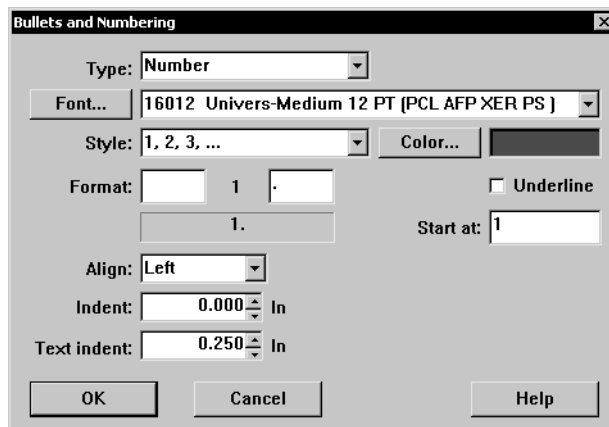 Bullets and Numbering
Type: Number
Font... 16012 Univers-Medium 12 PT (PCL AFP XER PS )
Style: 1, 2, 3, ... Color...
Format: 1 . Underline
1. Start at: 1
Align: Left
Indent: 0.000 In
Text indent: 0.250 In
OK Cancel Help